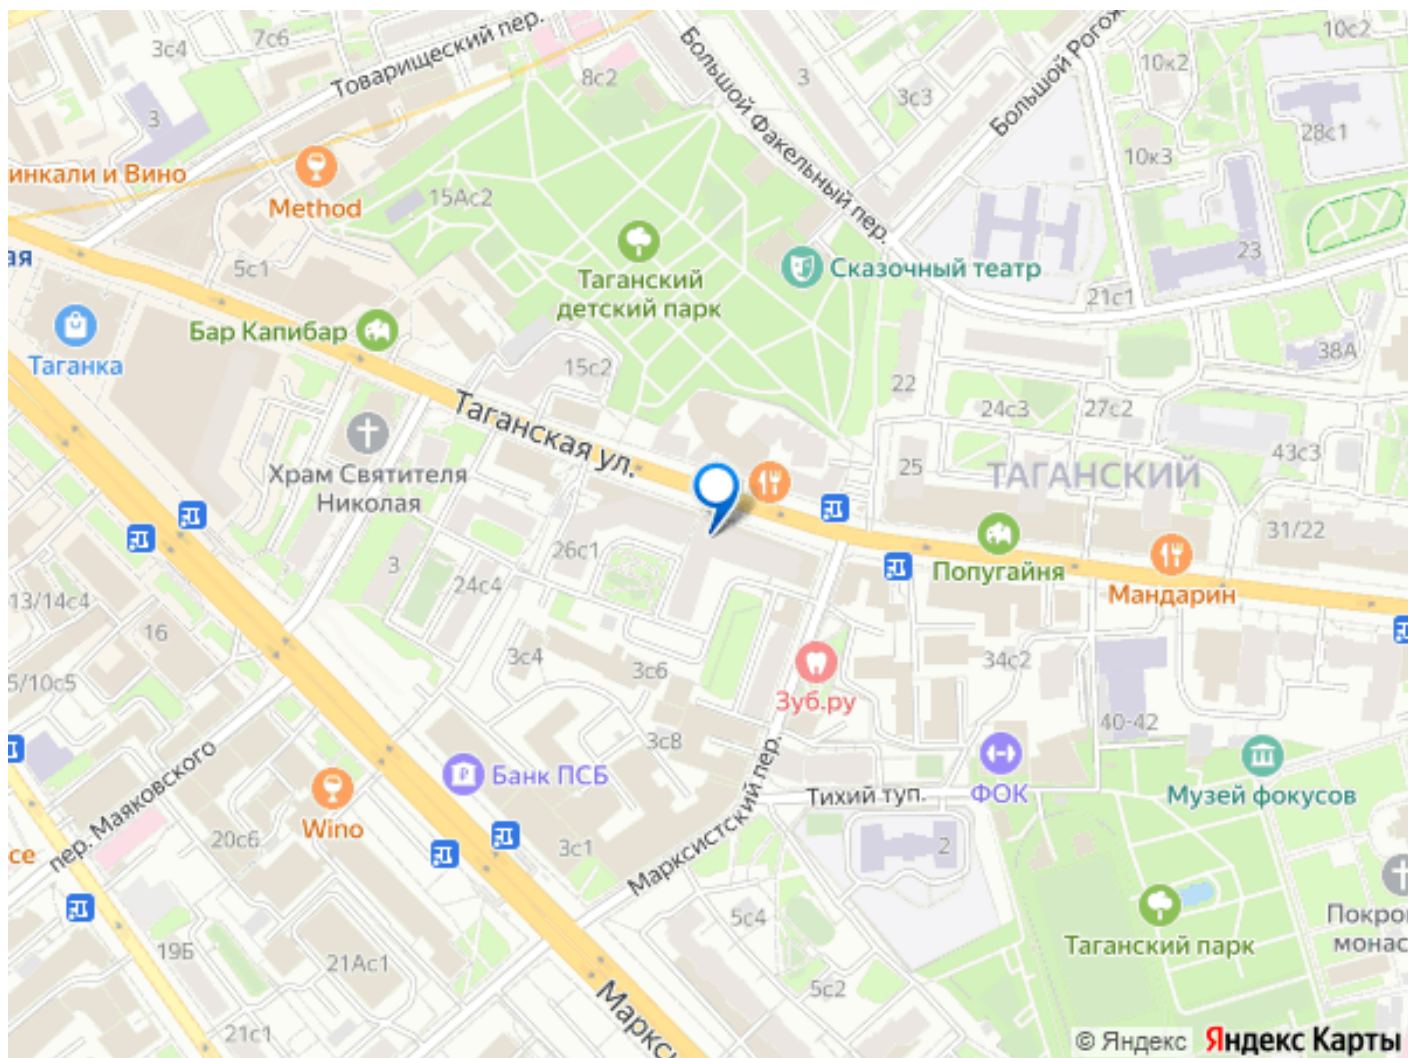 3с4
7с6
Товарищеский пер.
8с2
Большой Факельный пер.
3
3с3
10с2
10к2
28с1
10к3
3
инкали и Вино
Method
15Ас2
Таганский
детский парк
Сказочный театр
23
21с1
ая
5с1
Таганка
Бар Капибар
15с2
38А
22
24с3
27с2
43с3
Таганская ул.
Храм Святителя
Николая
25
ТАГАНСКИЙ
31/22
Попугайня
Мандарин
26с1
3
24с4
13/14с4
16
5/10с5
3с4
3с6
34с2
Зуб.ру
40-42
3с8
Банк ПСБ
Тихий туп.
ФОК
Музей фокусов
пер. Маяковского
Wino
20с6
се
3с1
Марксистский пер.
2
5с4
Таганский парк
Покро
монас
19Б
21Ас1
5с2
21с1
Маркс
© Яндекс
Яндекс Карты